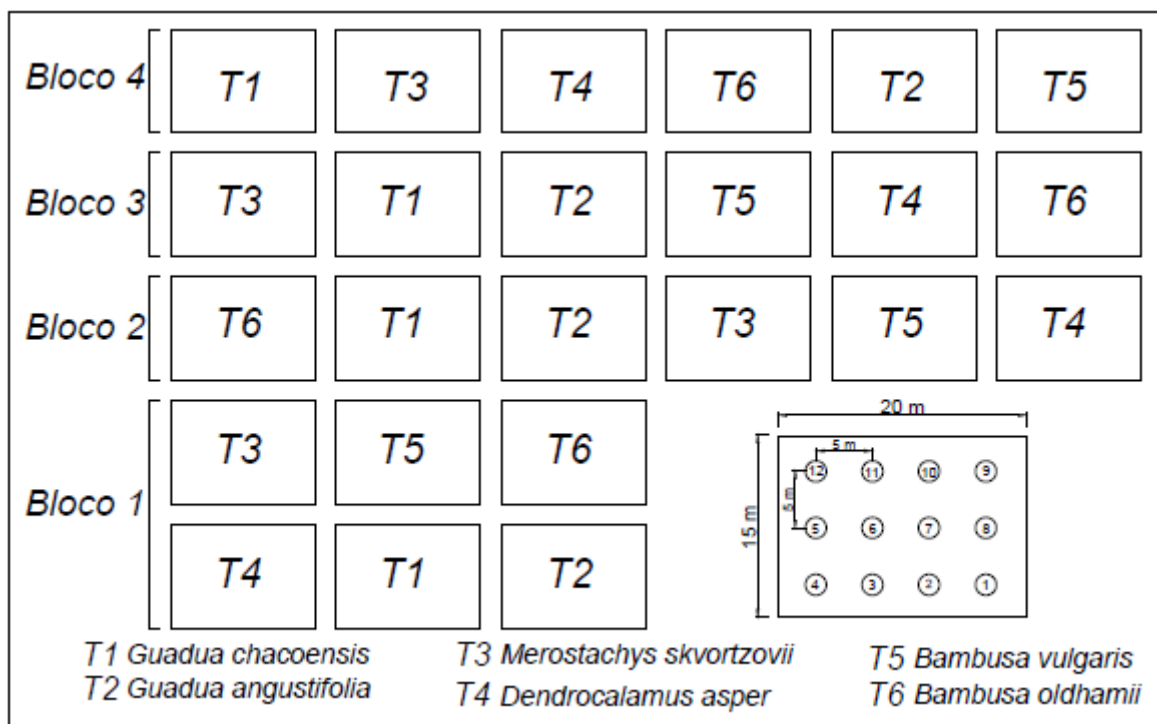 Bloco 4 T1 T3 T4 T6 T2 T5
Bloco 3 T3 T1 T2 T5 T4 T6
Bloco 2 T6 T1 T2 T3 T5 T4
Bloco 1
T3 T5 T6
T4 T1 T2
20 m
15 m
5 m
5 m
12 11 10 9
5 6 7 8
4 3 2 1
T1 Guadua chacoensis
T2 Guadua angustifolia
T3 Merostachys skvortzovii
T4 Dendrocalamus asper
T5 Bambusa vulgaris
T6 Bambusa oldhamii